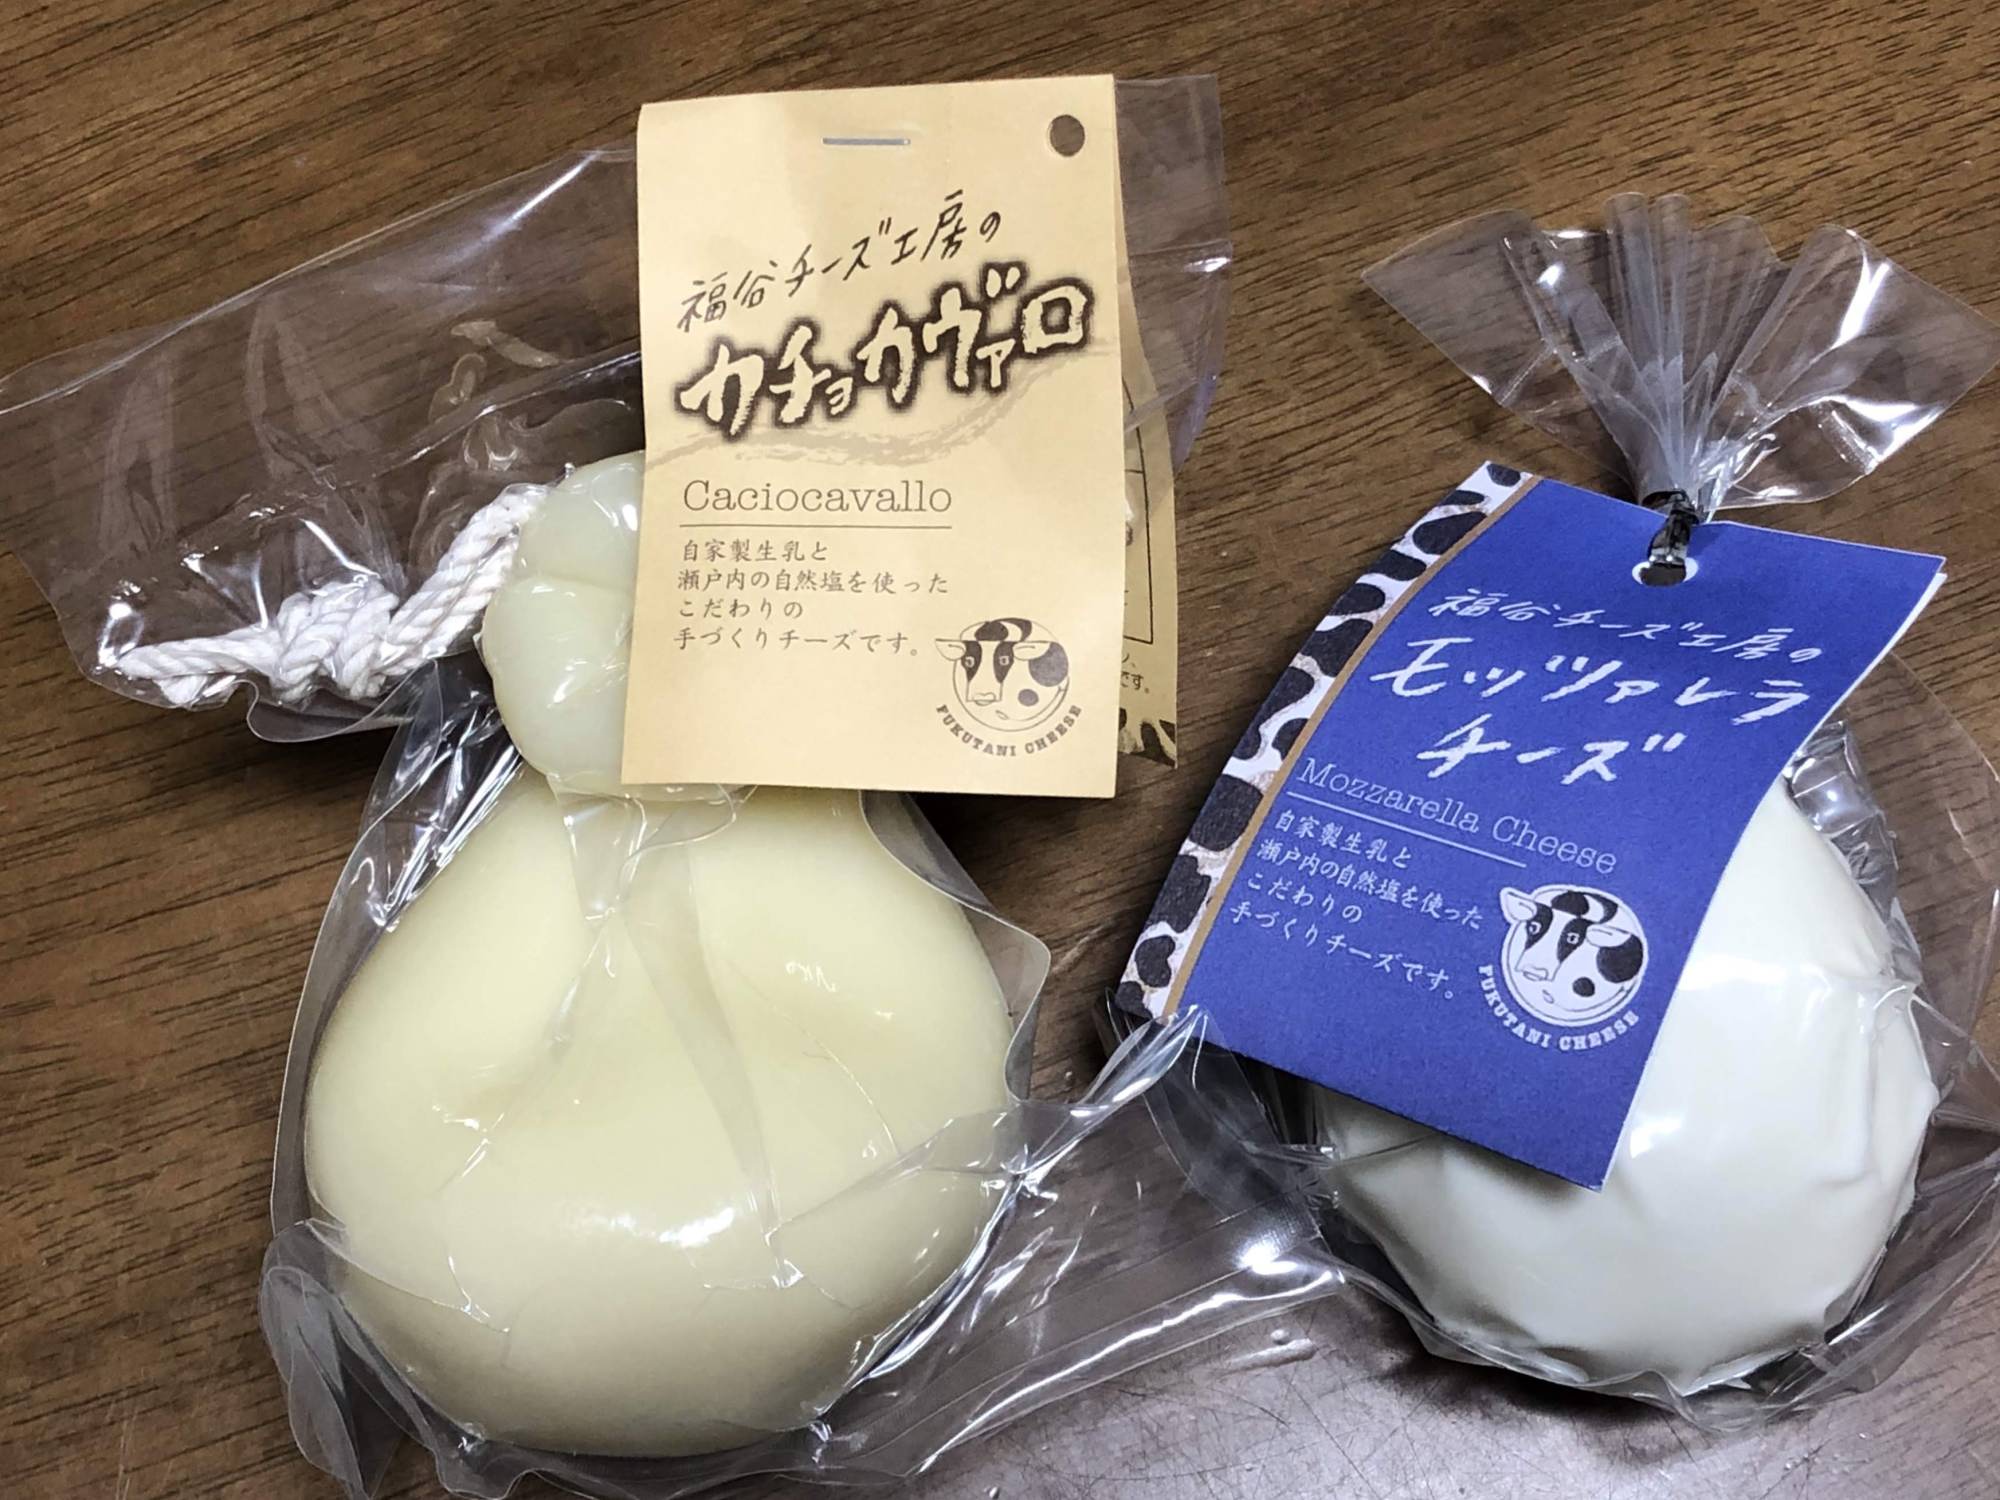 福谷チーズ工房の
カチョカヴァロ
Caciocavallo
自家製生乳と
瀬戸内の自然塩を使った
こだわりの
手づくりチーズです。
FUKUTANI CHEESE
です。
福谷チーズ工房の
モッツァレラ
チーズ
Mozzarella Cheese
自家製生乳と
瀬戸内の自然塩を使った
こだわりの
手づくりチーズです。
FUKUTANI CHEESE